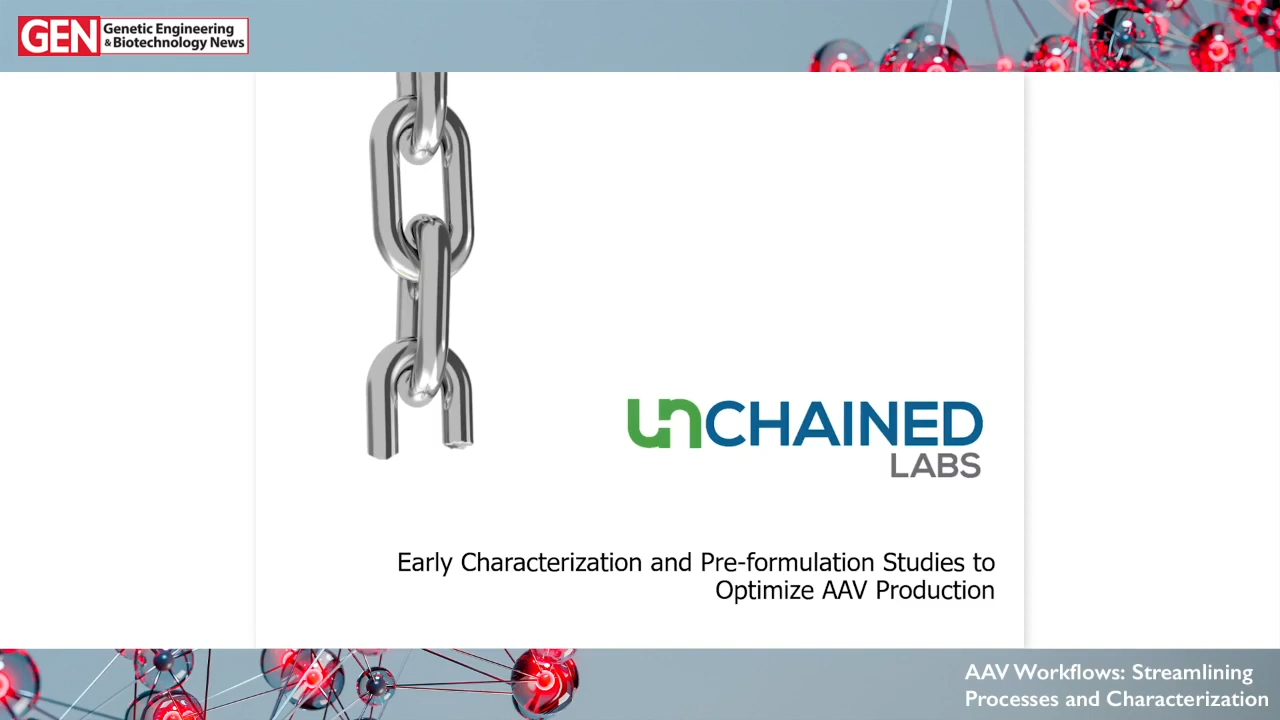 GEN Genetic Engineering
& Biotechnology News
unCHAINED
LABS
Early Characterization and Pre-formulation Studies to
Optimize AAV Production
AAV Workflows: Streamlining
Processes and Characterization